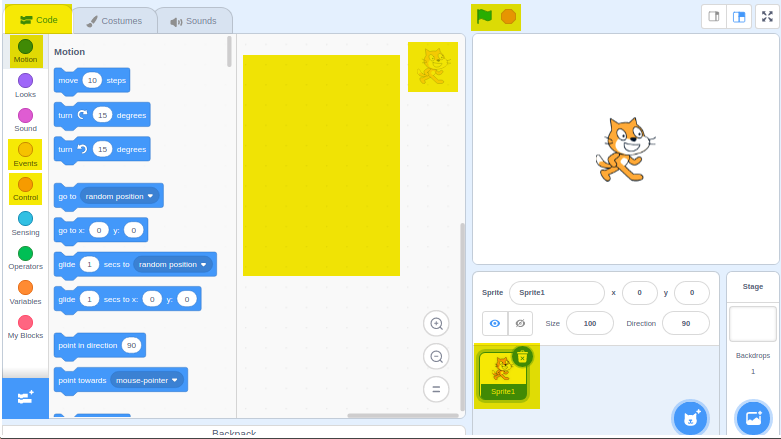 Code Costumes Sounds
Motion
Looks
Sound
Events
Control
Sensing
Operators
Variables
My Blocks
Motion
move 10 steps
turn 15 degrees
turn 15 degrees
go to random position
go to x: 0 y: 0
glide 1 secs to random position
glide 1 secs to x: 0 y: 0
point in direction 90
point towards mouse-pointer
Backpack
Sprite Sprite1 x 0 y 0
Size 100 Direction 90
Sprite1
Stage
Backdrops
1